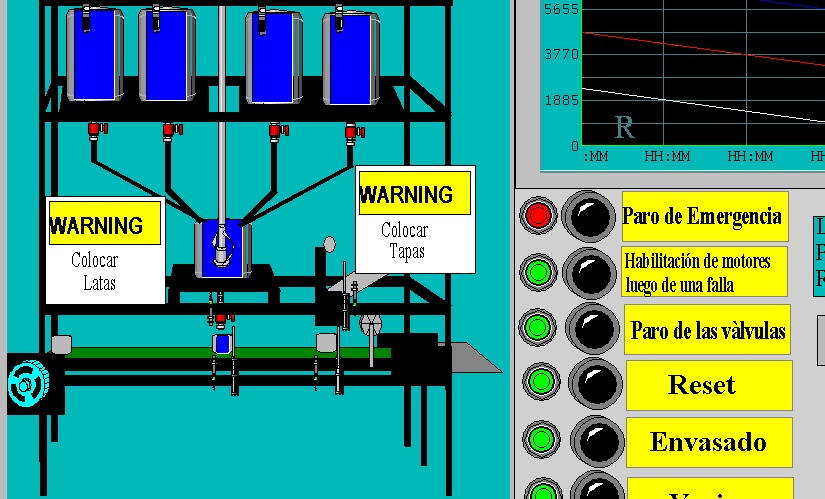 WARNING
Colocar
Latas
WARNING
Colocar
Tapas
5655
3770
1885
0
R
:MM
HH:MM
HH:MM
HH
Paro de Emergencia
Habilitación de motores
luego de una falla
Paro de las vàlvulas
Reset
Envasado